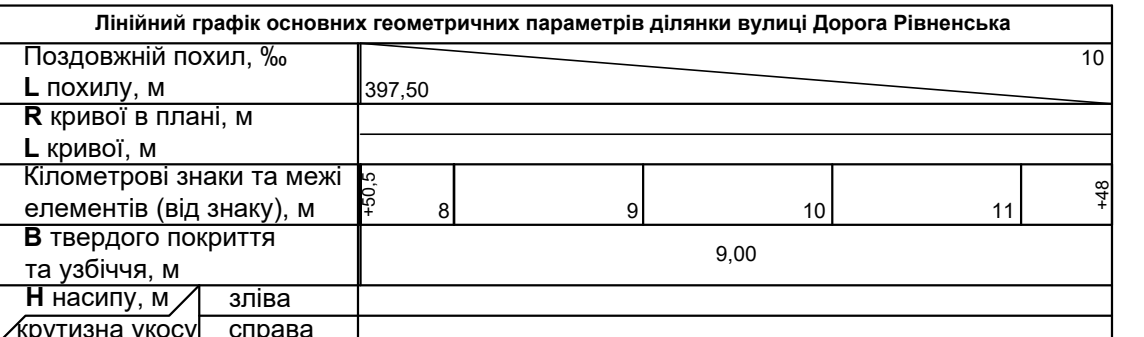 Лінійний графік основних геометричних параметрів ділянки вулиці Дорога Рівненська
Поздовжній похил, ‰ 10
L похилу, м 397,50
R кривої в плані, м
L кривої, м
Кілометрові знаки та межі
елементів (від знаку), м +50,5 8 9 10 11 +48
В твердого покриття
та узбіччя, м 9,00
Н насипу, м зліва
крутизна укосу справа